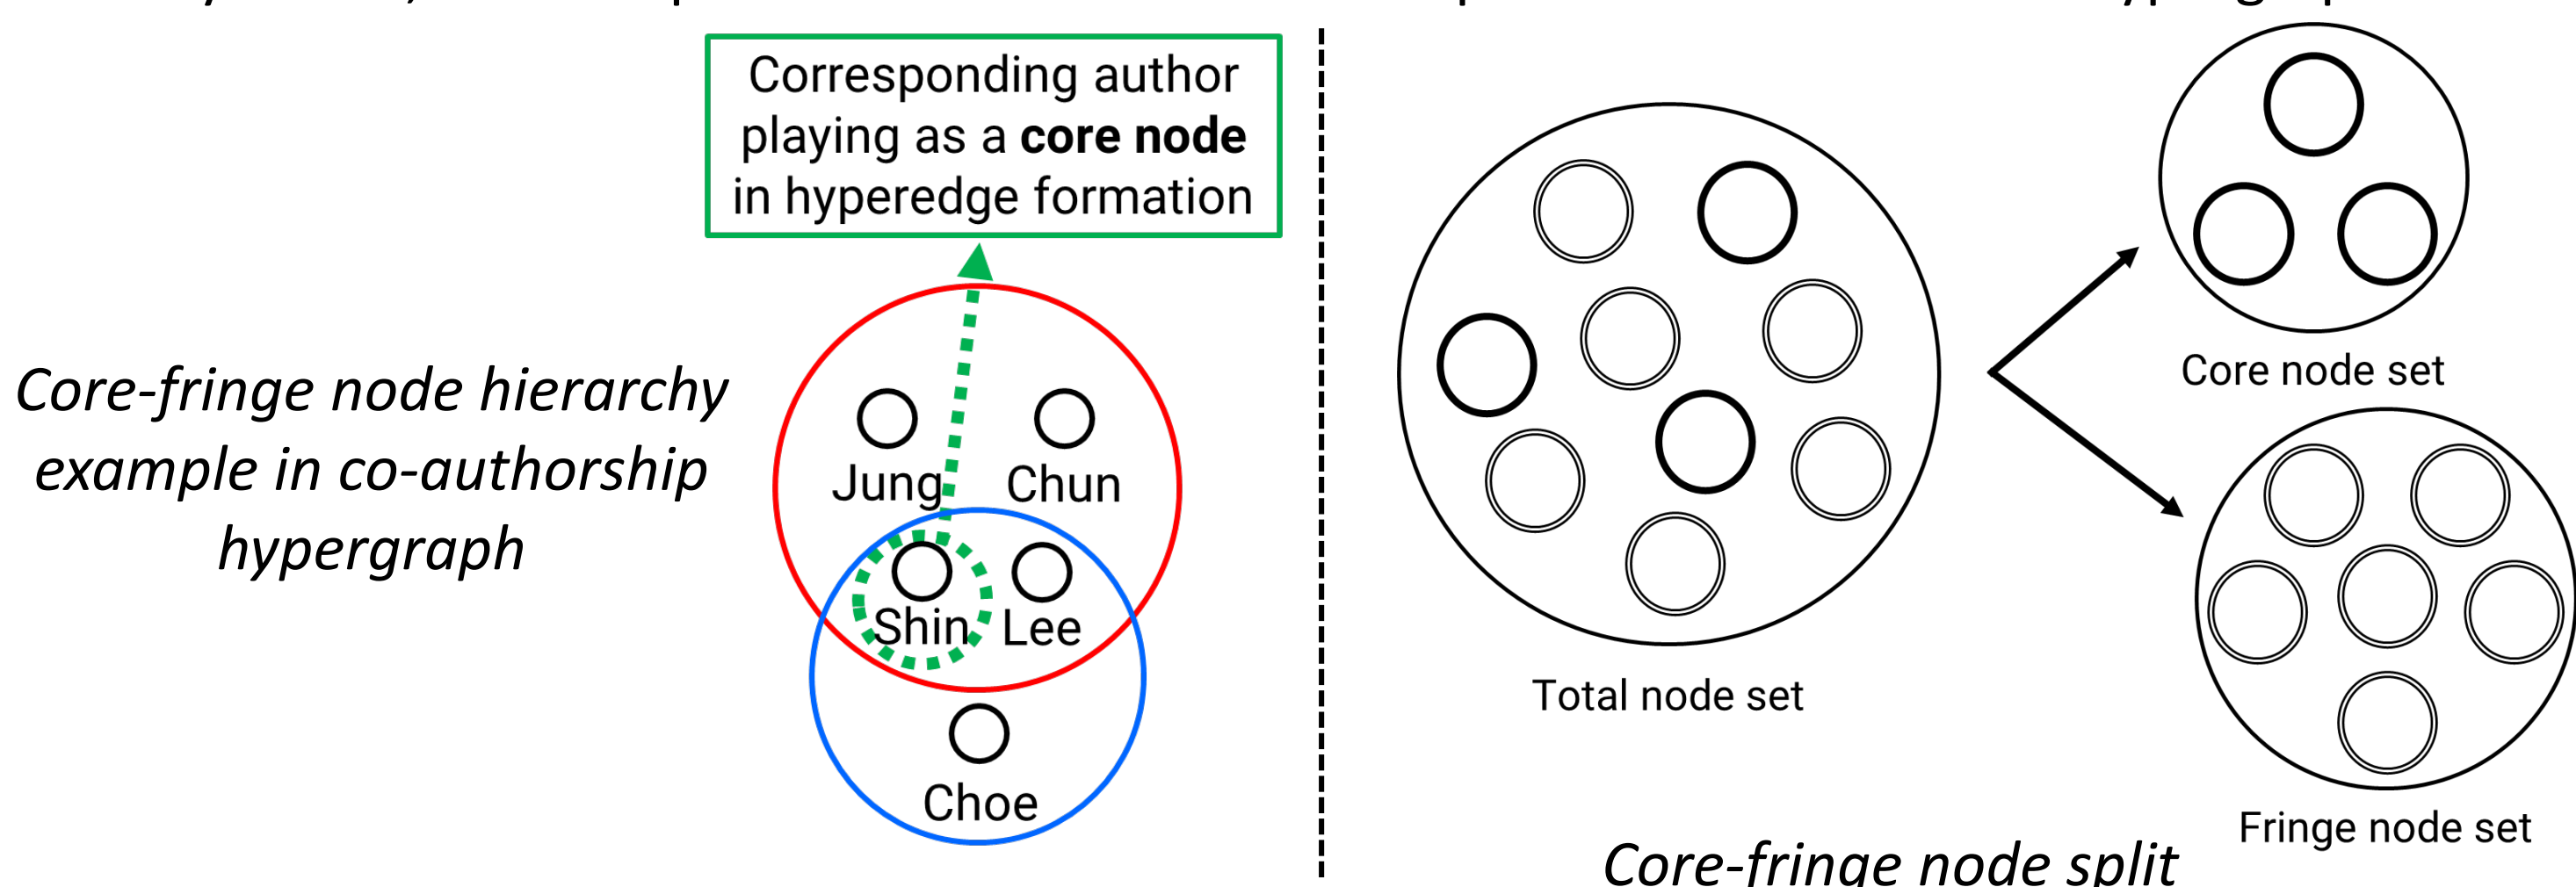 Corresponding author
playing as a core node
in hyperedge formation
Core-fringe node hierarchy
example in co-authorship
hypergraph
Jung
Chun
Shin
Lee
Choe
Total node set
Core node set
Fringe node set
Core-fringe node split